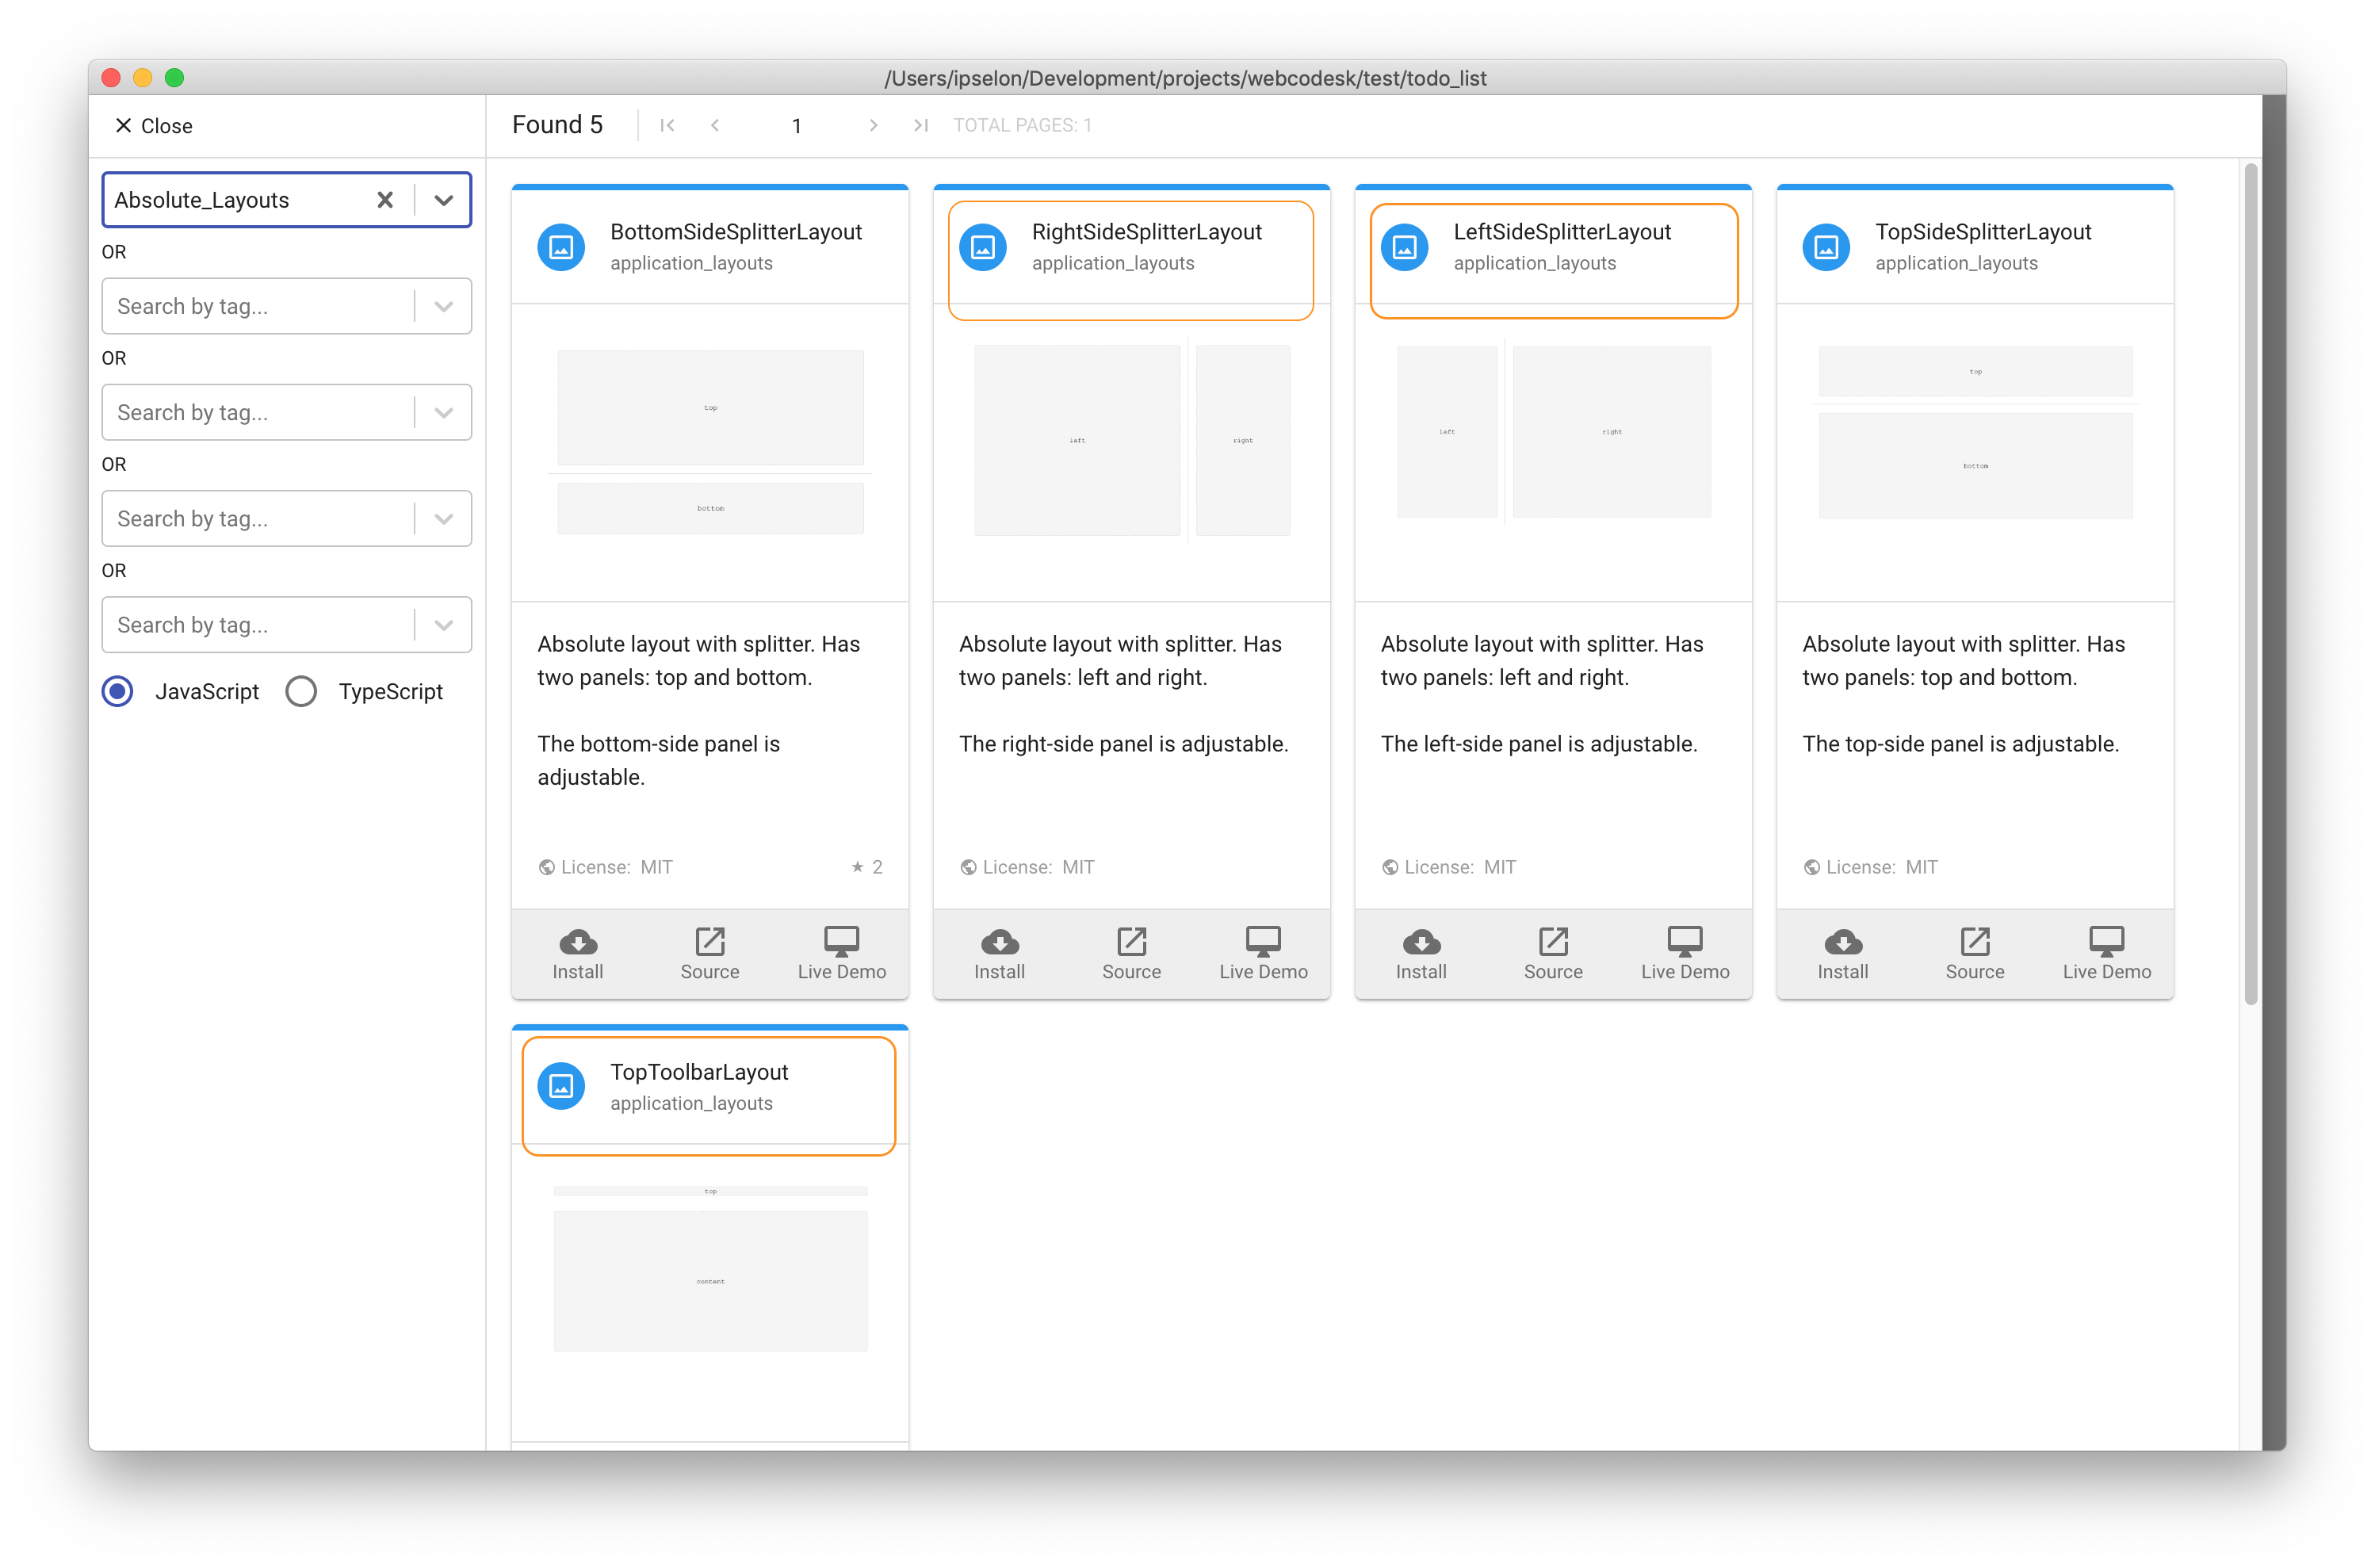 /Users/ipselon/Development/projects/webcodesk/test/todo_list
Close
Found 5
1
TOTAL PAGES: 1
Absolute_Layouts
OR
Search by tag...
OR
Search by tag...
OR
Search by tag...
OR
Search by tag...
JavaScript
TypeScript
BottomSideSplitterLayout
application_layouts
top
bottom
Absolute layout with splitter. Has
two panels: top and bottom.
The bottom-side panel is
adjustable.
License: MIT
2
Install
Source
Live Demo
RightSideSplitterLayout
application_layouts
left
right
Absolute layout with splitter. Has
two panels: left and right.
The right-side panel is adjustable.
License: MIT
Install
Source
Live Demo
LeftSideSplitterLayout
application_layouts
left
right
Absolute layout with splitter. Has
two panels: left and right.
The left-side panel is adjustable.
License: MIT
Install
Source
Live Demo
TopSideSplitterLayout
application_layouts
top
bottom
Absolute layout with splitter. Has
two panels: top and bottom.
The top-side panel is adjustable.
License: MIT
Install
Source
Live Demo
TopToolbarLayout
application_layouts
top
content